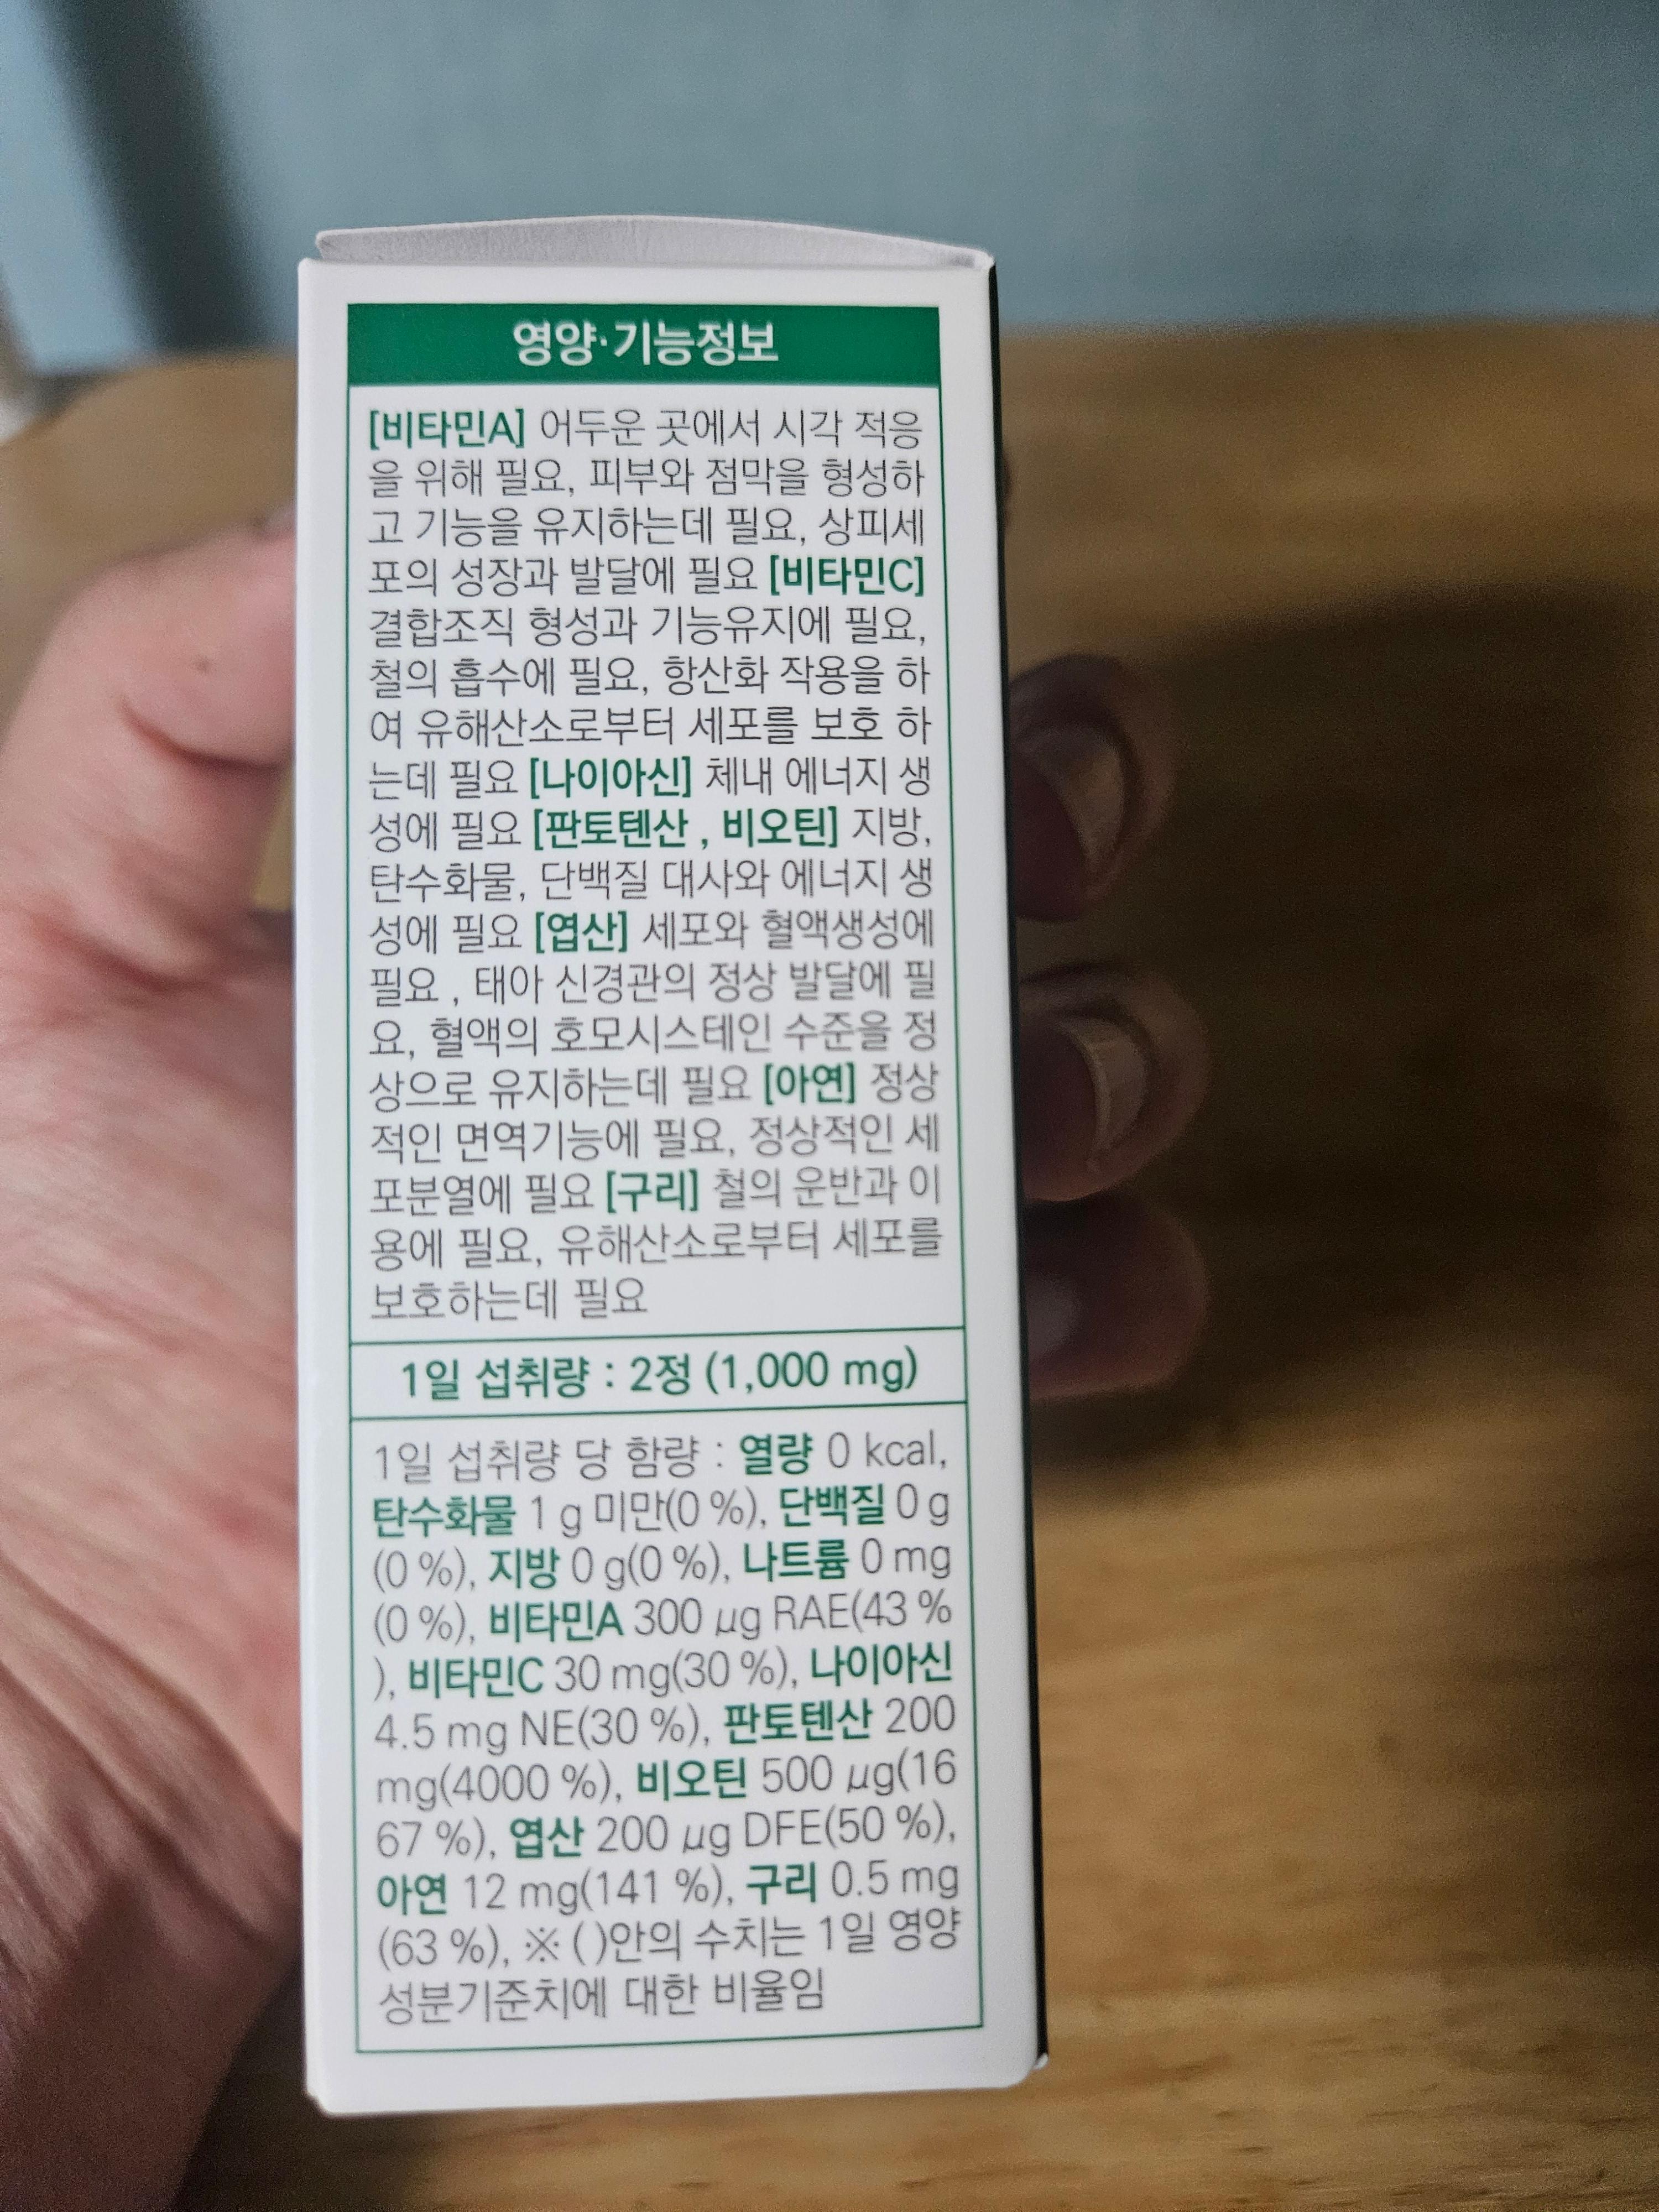 영양·기능정보
[비타민A] 어두운 곳에서 시각 적응
을 위해 필요, 피부와 점막을 형성하
고 기능을 유지하는데 필요, 상피세
포의 성장과 발달에 필요 [비타민C]
결합조직 형성과 기능유지에 필요,
철의 흡수에 필요, 항산화 작용을 하
여 유해산소로부터 세포를 보호 하
는데 필요 [나이아신] 체내 에너지 생
성에 필요 [판토텐산 , 비오틴] 지방,
탄수화물, 단백질 대사와 에너지 생
성에 필요 [엽산] 세포와 혈액생성에
필요 , 태아 신경관의 정상 발달에 필
요, 혈액의 호모시스테인 수준을 정
상으로 유지하는데 필요 [아연] 정상
적인 면역기능에 필요, 정상적인 세
포분열에 필요 [구리] 철의 운반과 이
용에 필요, 유해산소로부터 세포를
보호하는데 필요
1일 섭취량 : 2정 (1,000 mg)
1일 섭취량 당 함량 : 열량 0 kcal,
탄수화물 1 g 미만(0 %), 단백질 0 g
(0 %), 지방 0 g(0 %), 나트륨 0 mg
(0 %), 비타민A 300 μg RAE(43 %
), 비타민C 30 mg(30 %), 나이아신
4.5 mg NE(30 %), 판토텐산 200
mg(4000 %), 비오틴 500 μg(16
67 %), 엽산 200 μg DFE(50 %),
아연 12 mg(141 %), 구리 0.5 mg
(63 %), ※ ( )안의 수치는 1일 영양
성분기준치에 대한 비율임